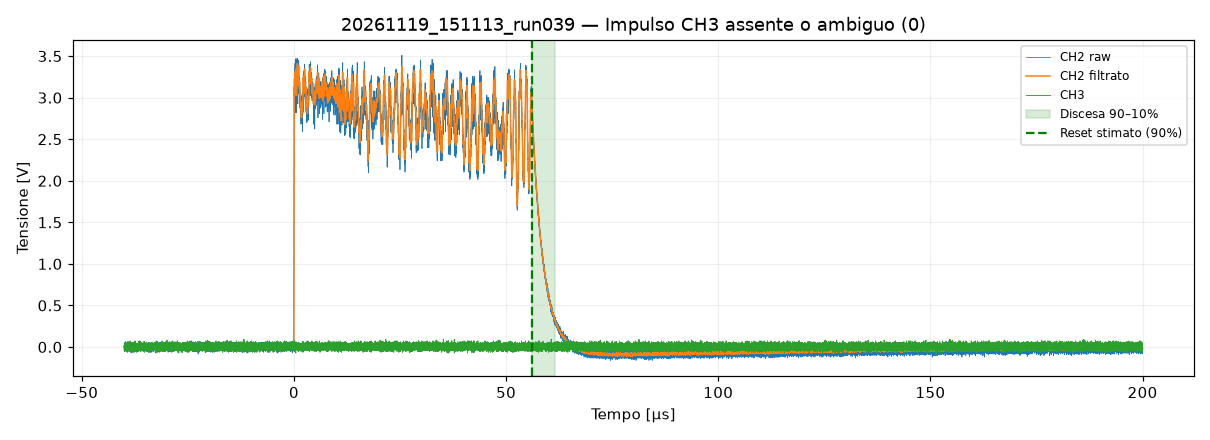 20261119_151113_run039 — Impulso CH3 assente o ambiguo (0)
CH2 raw
CH2 filtrato
CH3
Discesa 90–10%
Reset stimato (90%)
Tensione [V]
3.5
3.0
2.5
2.0
1.5
1.0
0.5
0.0
−50
0
50
100
150
200
Tempo [µs]